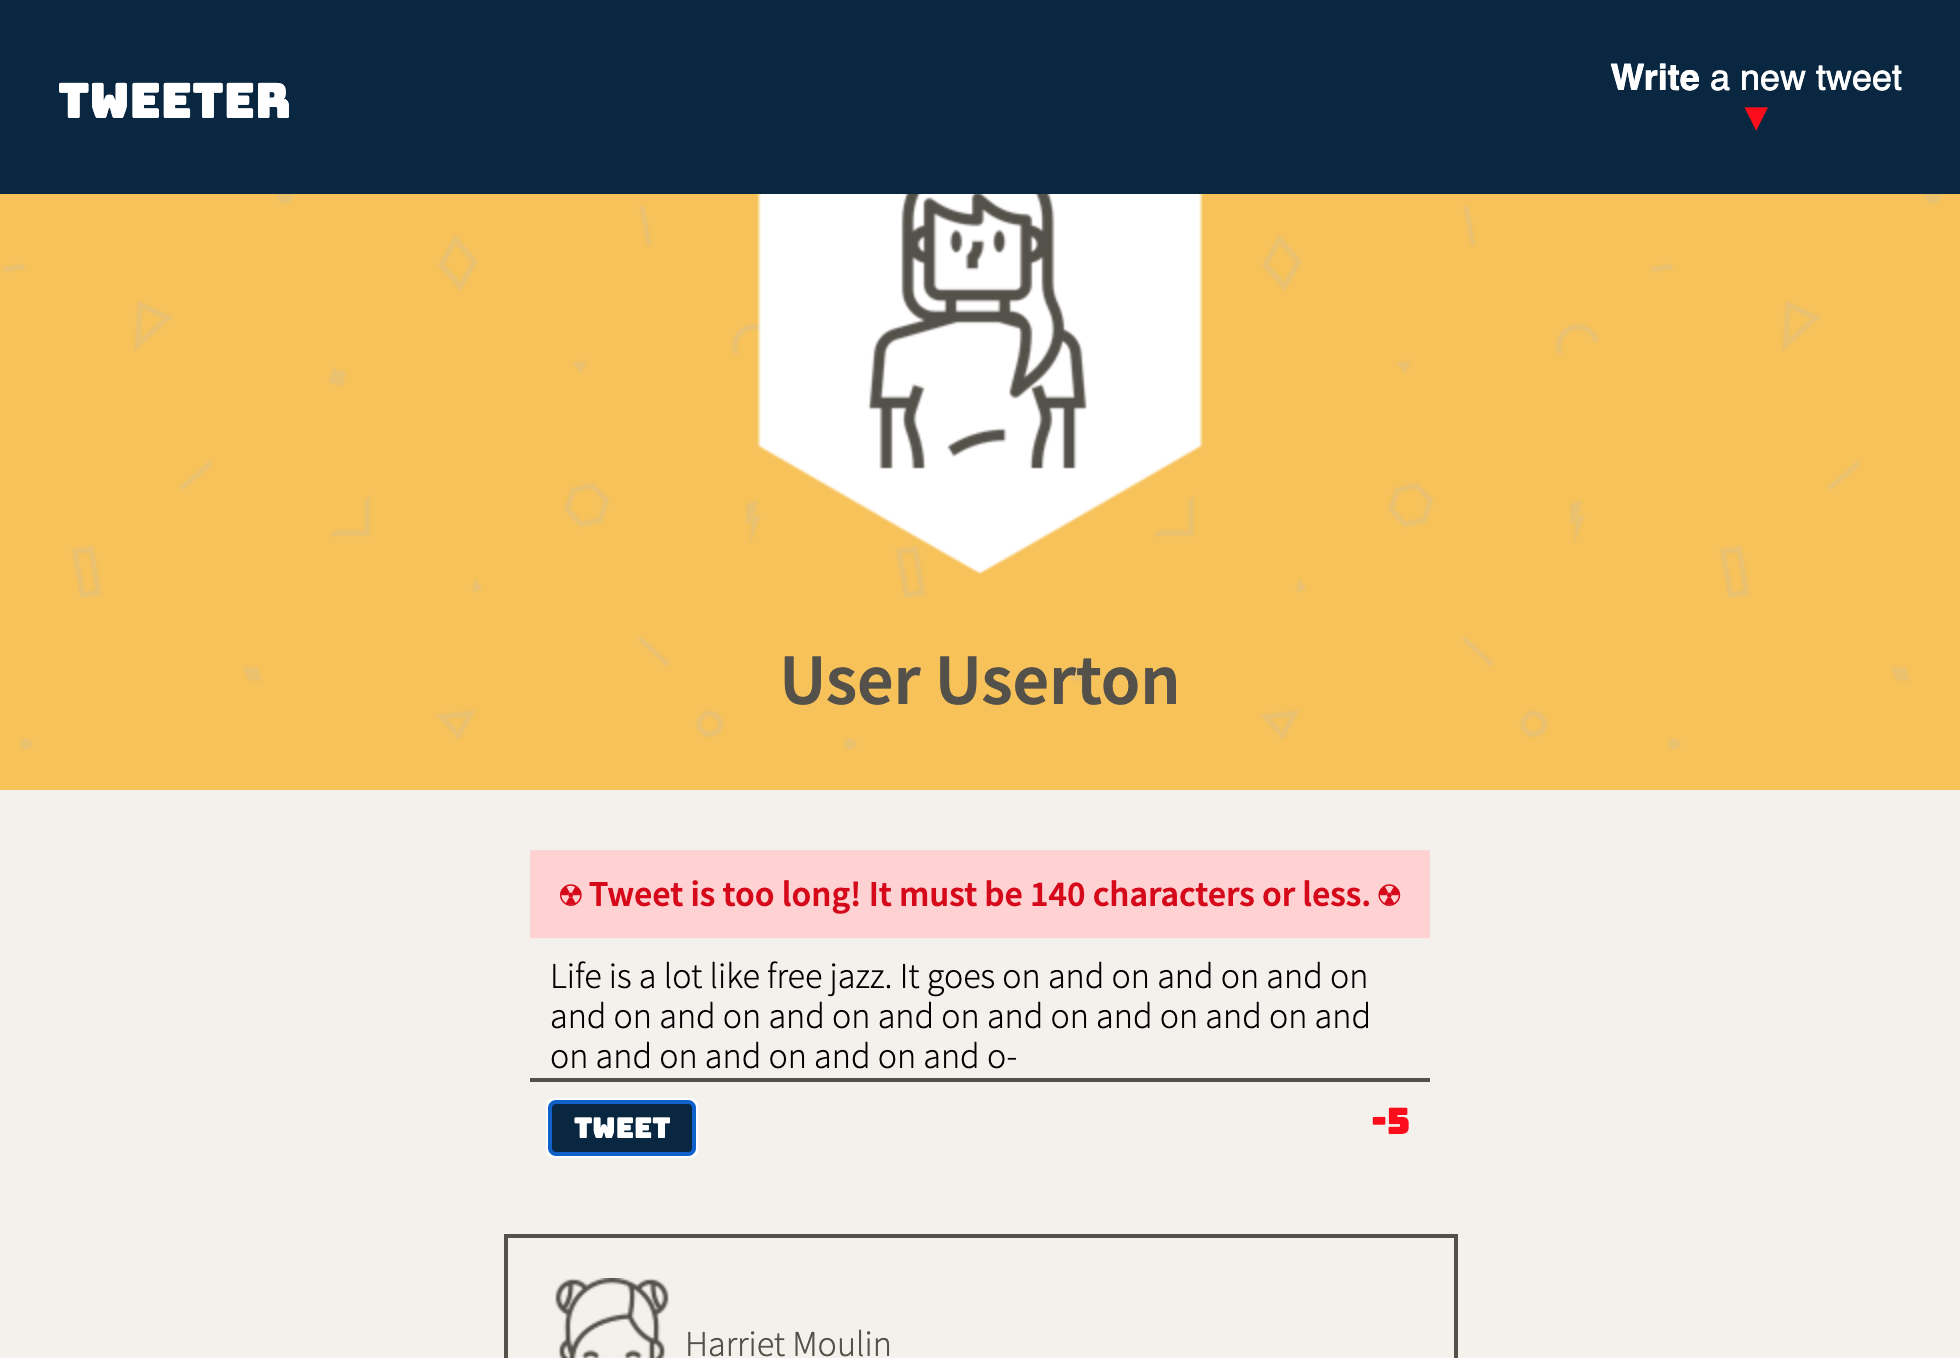 TWEETER
Write a new tweet
▼
User Userton
☢ Tweet is too long! It must be 140 characters or less. ☢
Life is a lot like free jazz. It goes on and on and on and on
and on and on and on and on and on and on and on and
on and on and on and on and o-
TWEET
-5
Harriet Moulin